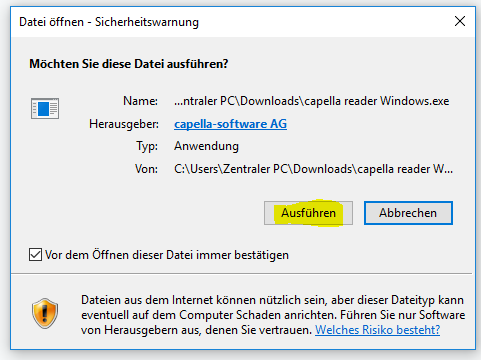 Datei öffnen - Sicherheitswarnung
Möchten Sie diese Datei ausführen?
Name: ...ntraler PC\Downloads\capella reader Windows.exe
Herausgeber: capella-software AG
Typ: Anwendung
Von: C:\Users\Zentraler PC\Downloads\capella reader W...
Ausführen Abbrechen
Vor dem Öffnen dieser Datei immer bestätigen
Dateien aus dem Internet können nützlich sein, aber dieser Dateityp kann
eventuell auf dem Computer Schaden anrichten. Führen Sie nur Software
von Herausgebern aus, denen Sie vertrauen. Welches Risiko besteht?